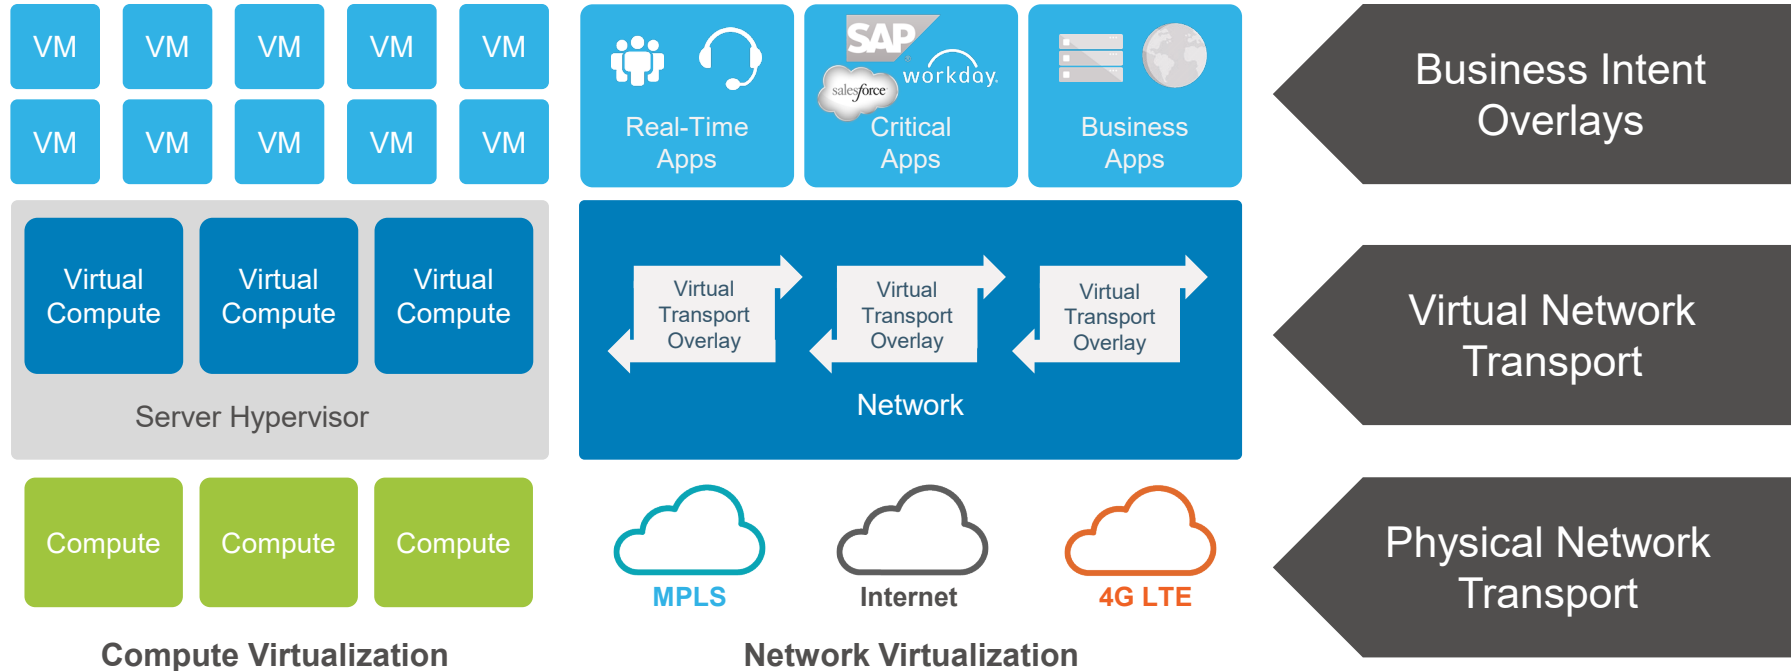 VM VM VM VM VM
VM VM VM VM VM
Virtual
Compute
Virtual
Compute
Virtual
Compute
Server Hypervisor
Compute
Compute
Compute
Compute Virtualization
SAP
salesforce
workday.
Real-Time
Apps
Critical
Apps
Business
Apps
Virtual
Transport
Overlay
Virtual
Transport
Overlay
Virtual
Transport
Overlay
Network
MPLS
Internet
4G LTE
Network Virtualization
Business Intent
Overlays
Virtual Network
Transport
Physical Network
Transport